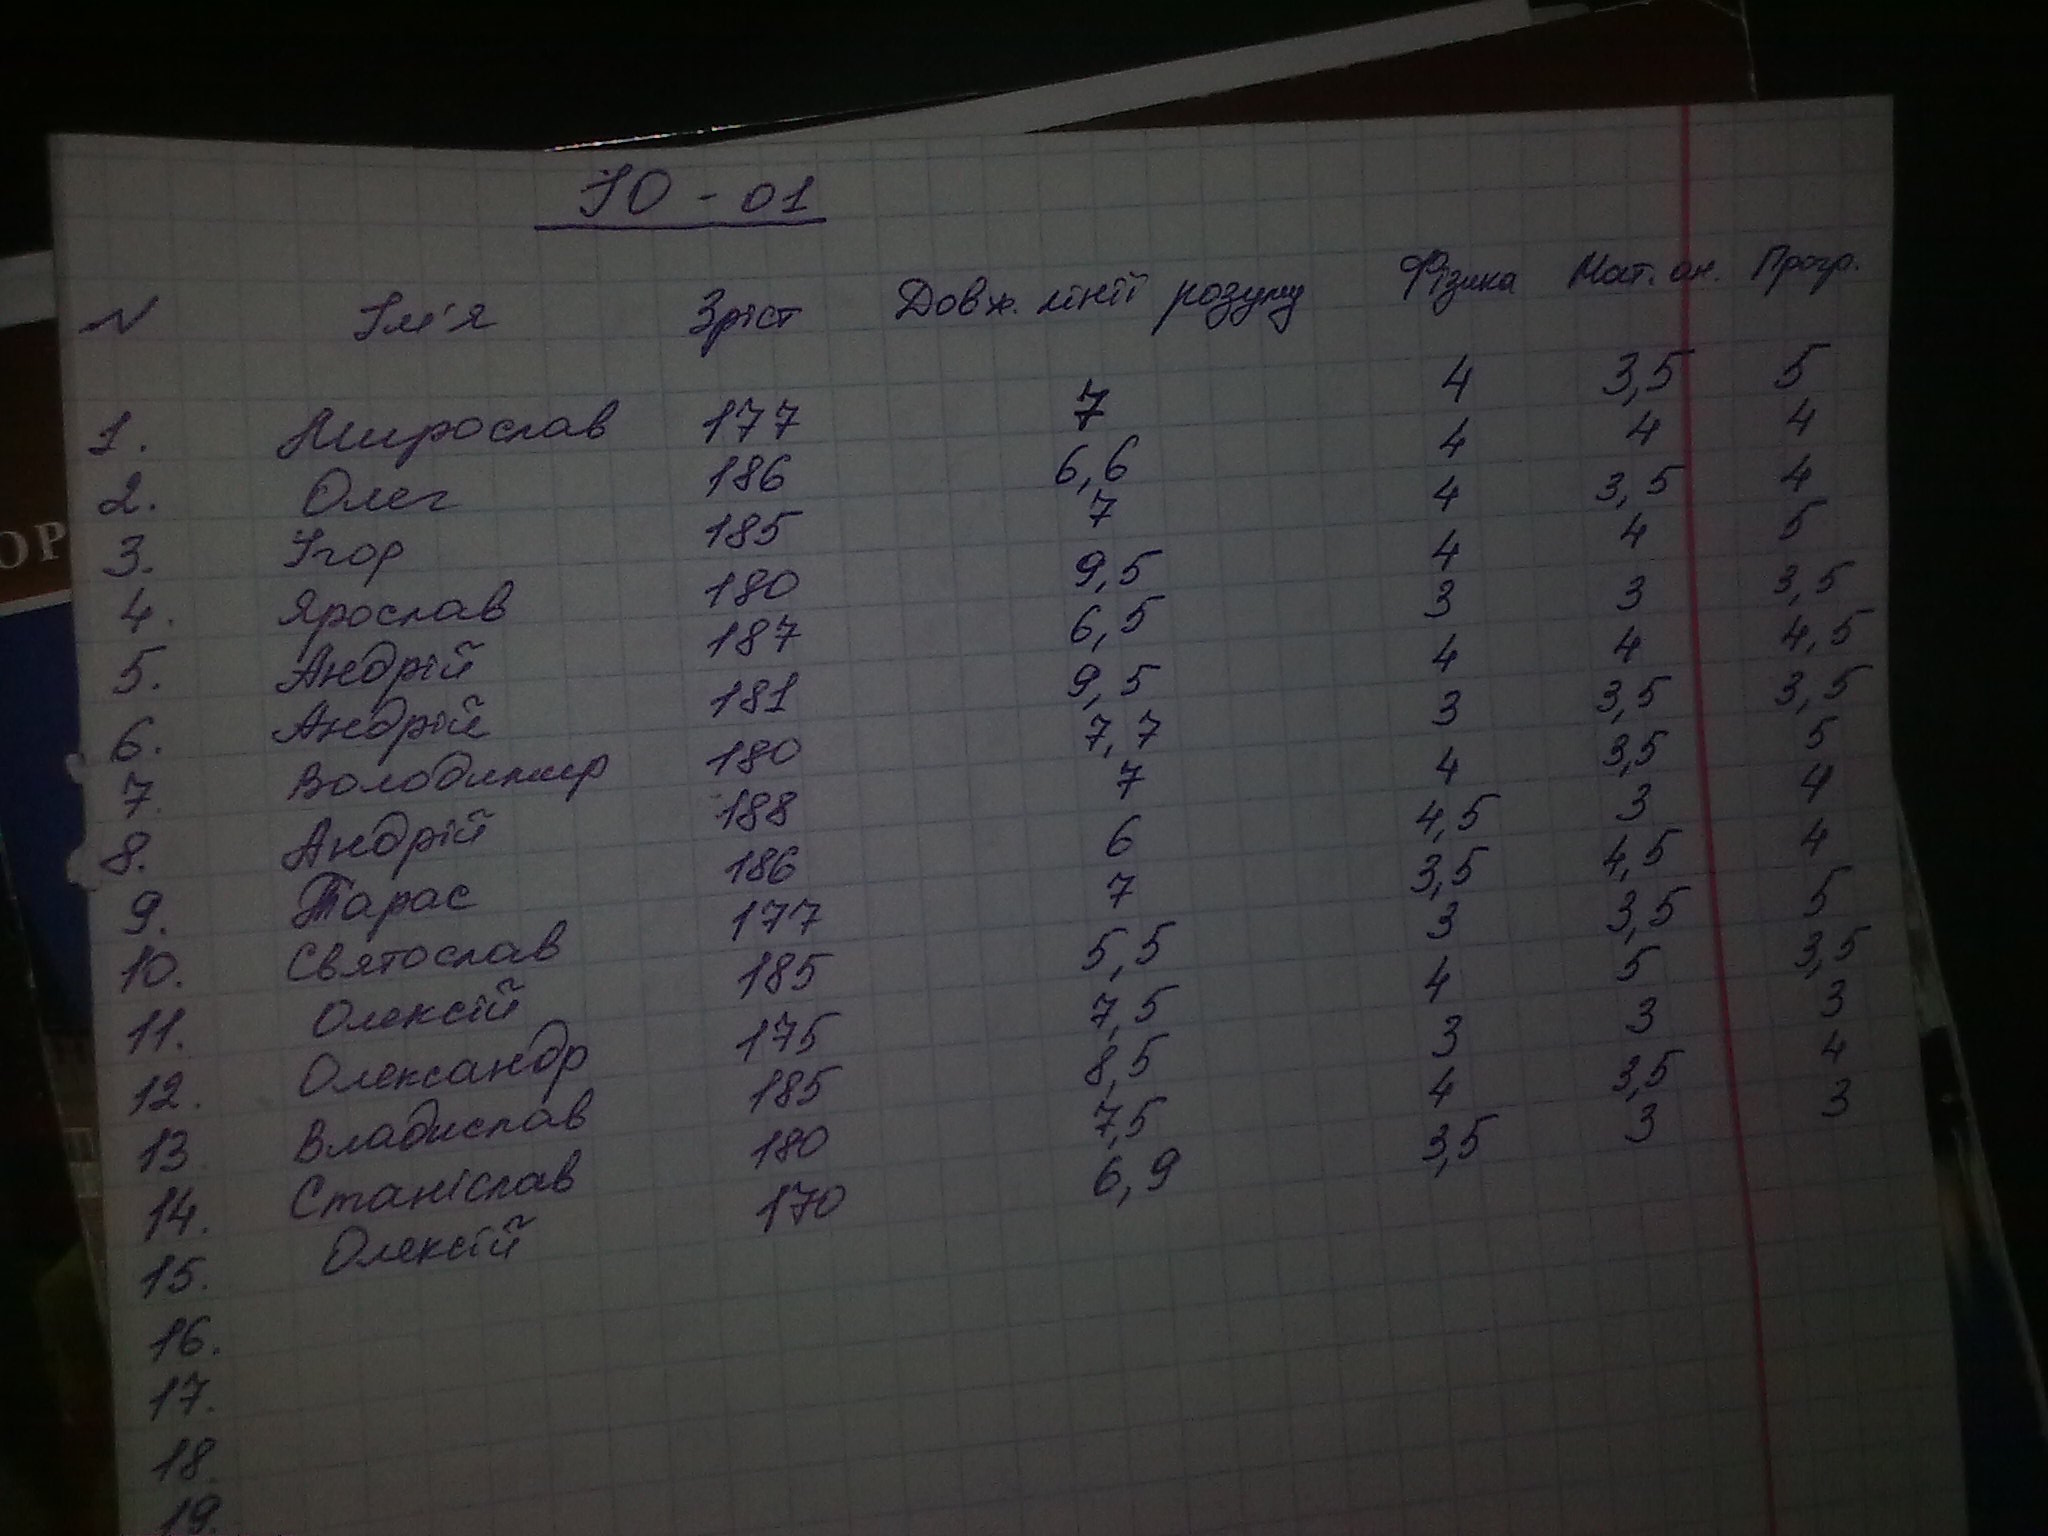 ІО - 01
N Ім'я Зріст Довж. лінії розуму Фізика Мат. ан. Прогр.
1. Мирослав 177 7 4 3,5 5
2. Олег 186 6,6 4 4 4
3. Ігор 185 7 4 3,5 4
4. Ярослав 180 9,5 4 4 5
5. Андрій 187 6,5 3 3 3,5
6. Андрій 181 9,5 4 4 4,5
7. Володимир 180 7,7 3 3,5 3,5
8. Андрій 188 7 4 3,5 5
9. Тарас 186 6 4,5 3 4
10. Святослав 177 7 3,5 4,5 4
11. Олексій 185 5,5 3 3,5 5
12. Олександр 175 7,5 4 5 3,5
13. Владислав 185 8,5 3 3 3
14. Станіслав 180 7,5 4 3,5 4
15. Олексій 170 6,9 3,5 3 3
16.
17.
18.
19.
ОР